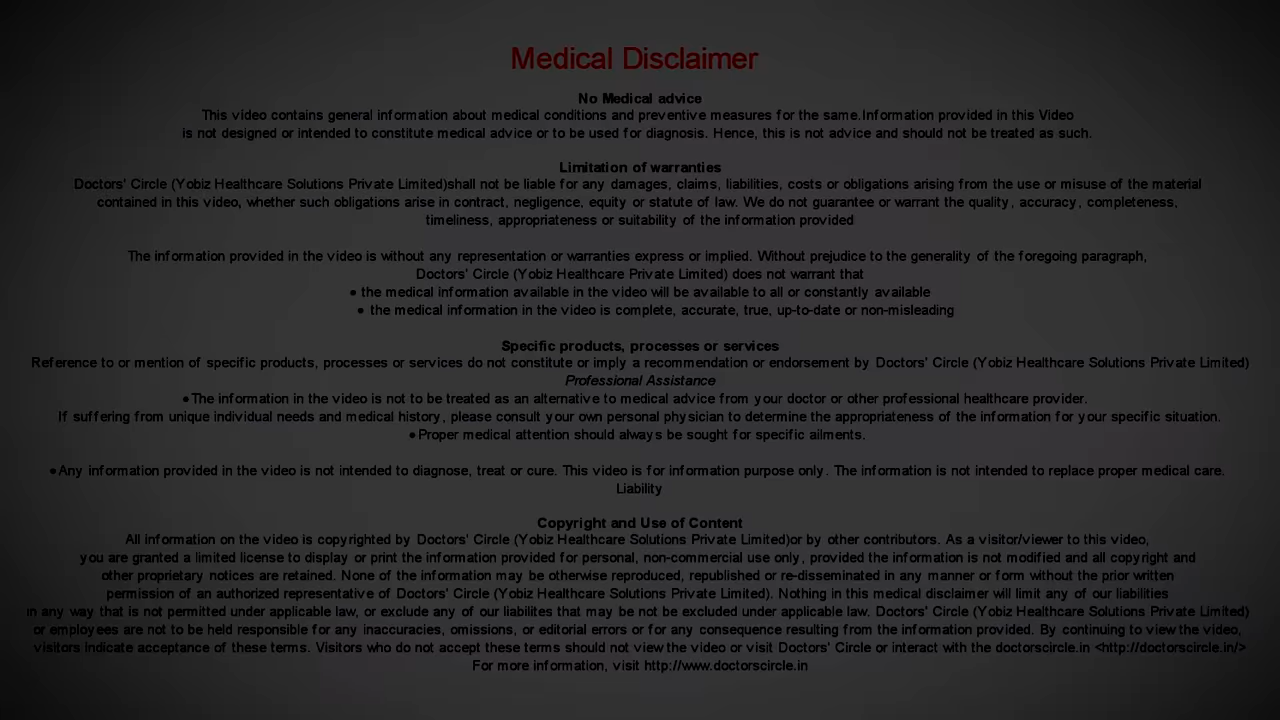 Medical Disclaimer
No Medical advice
This video contains general information about medical conditions and preventive measures for the same.Information provided in this Video
is not designed or intended to constitute medical advice or to be used for diagnosis. Hence, this is not advice and should not be treated as such.
Limitation of warranties
Doctors' Circle (Yobiz Healthcare Solutions Private Limited)shall not be liable for any damages, claims, liabilities, costs or obligations arising from the use or misuse of the material
contained in this video, whether such obligations arise in contract, negligence, equity or statute of law. We do not guarantee or warrant the quality, accuracy, completeness,
timeliness, appropriateness or suitability of the information provided
The information provided in the video is without any representation or warranties express or implied. Without prejudice to the generality of the foregoing paragraph,
Doctors' Circle (Yobiz Healthcare Private Limited) does not warrant that
• the medical information available in the video will be available to all or constantly available
• the medical information in the video is complete, accurate, true, up-to-date or non-misleading
Specific products, processes or services
Reference to or mention of specific products, processes or services do not constitute or imply a recommendation or endorsement by Doctors' Circle (Yobiz Healthcare Solutions Private Limited)
Professional Assistance
•The information in the video is not to be treated as an alternative to medical advice from your doctor or other professional healthcare provider.
If suffering from unique individual needs and medical history, please consult your own personal physician to determine the appropriateness of the information for your specific situation.
•Proper medical attention should always be sought for specific ailments.
•Any information provided in the video is not intended to diagnose, treat or cure. This video is for information purpose only. The information is not intended to replace proper medical care.
Liability
Copyright and Use of Content
All information on the video is copyrighted by Doctors' Circle (Yobiz Healthcare Solutions Private Limited)or by other contributors. As a visitor/viewer to this video,
you are granted a limited license to display or print the information provided for personal, non-commercial use only, provided the information is not modified and all copyright and
other proprietary notices are retained. None of the information may be otherwise reproduced, republished or re-disseminated in any manner or form without the prior written
permission of an authorized representative of Doctors' Circle (Yobiz Healthcare Solutions Private Limited). Nothing in this medical disclaimer will limit any of our liabilities
in any way that is not permitted under applicable law, or exclude any of our liabilites that may be not be excluded under applicable law. Doctors' Circle (Yobiz Healthcare Solutions Private Limited)
or employees are not to be held responsible for any inaccuracies, omissions, or editorial errors or for any consequence resulting from the information provided. By continuing to view the video,
visitors indicate acceptance of these terms. Visitors who do not accept these terms should not view the video or visit Doctors' Circle or interact with the doctorscircle.in <http://doctorscircle.in/>
For more information, visit http://www.doctorscircle.in